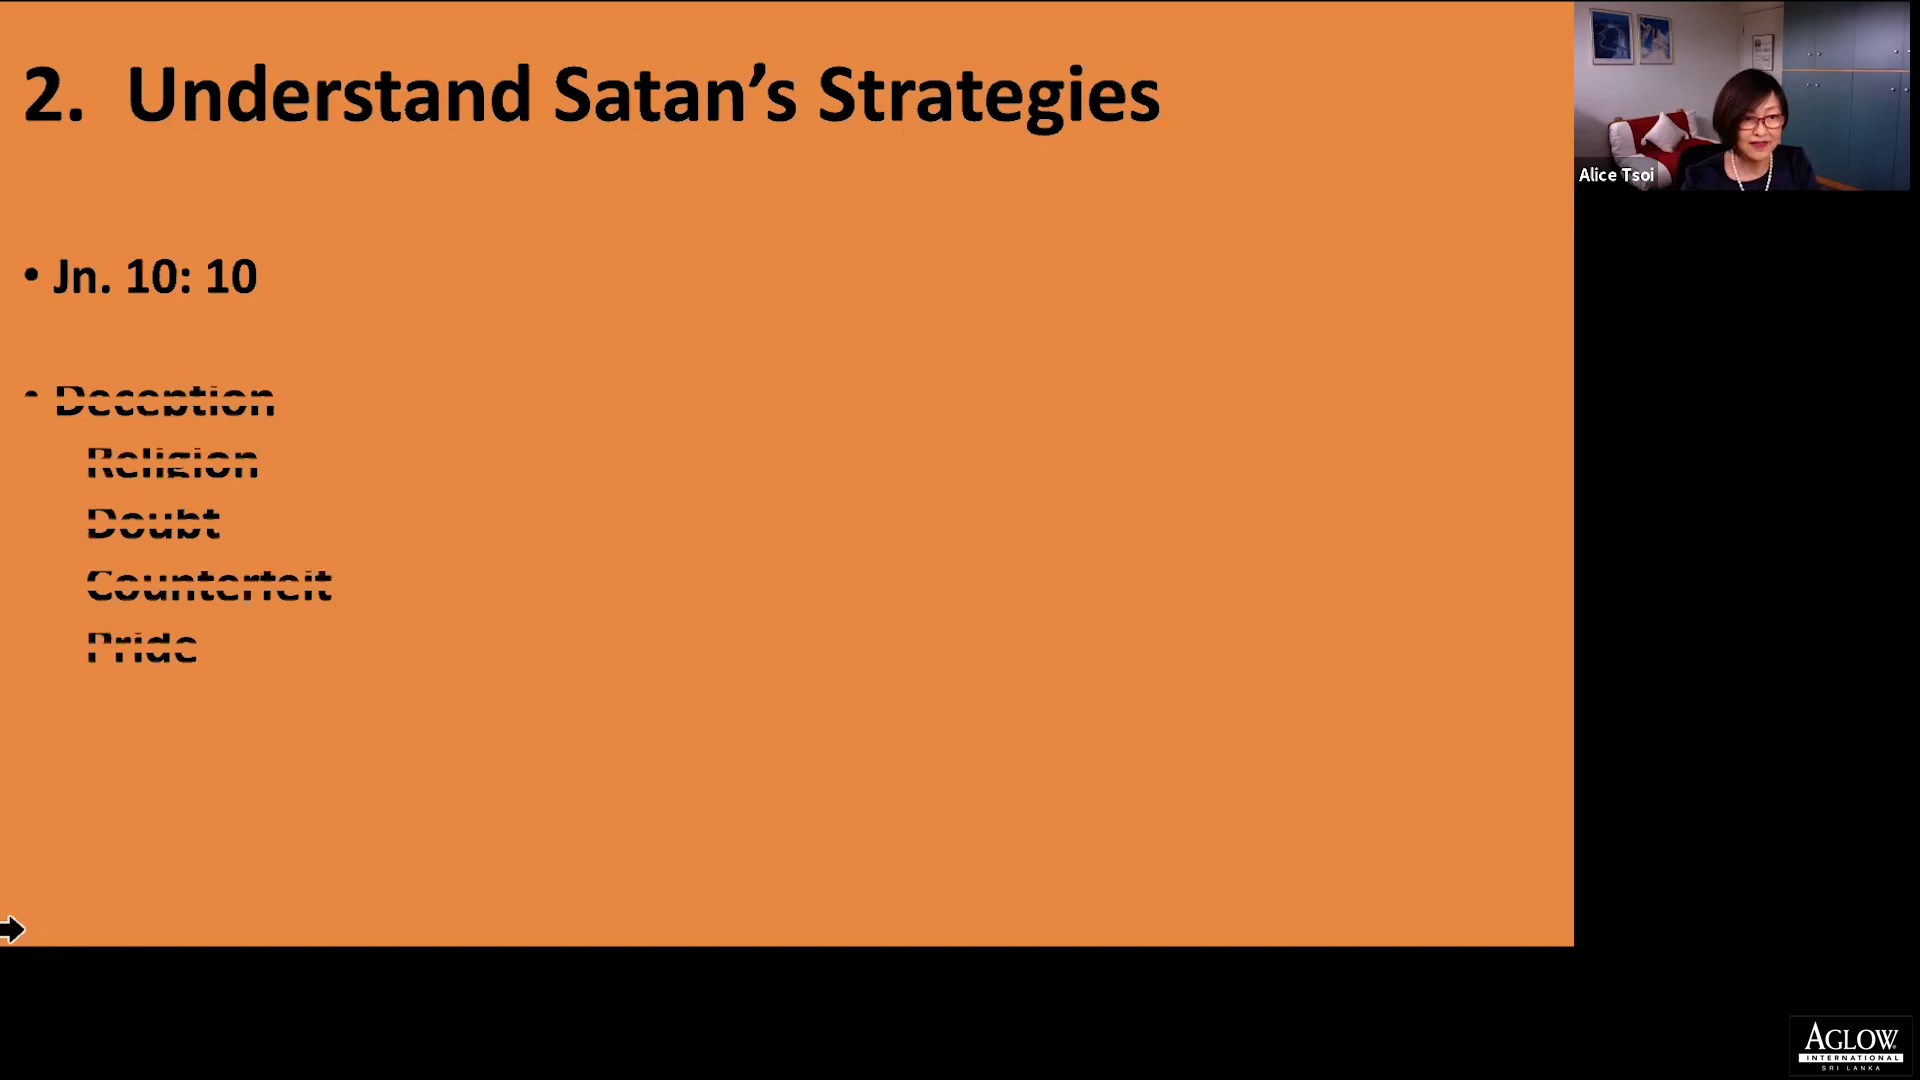 2. Understand Satan’s Strategies
• Jn. 10: 10
• Deception
Religion
Doubt
Counterfeit
Pride
Alice Tsoi
AGLOW
INTERNATIONAL
SRI LANKA